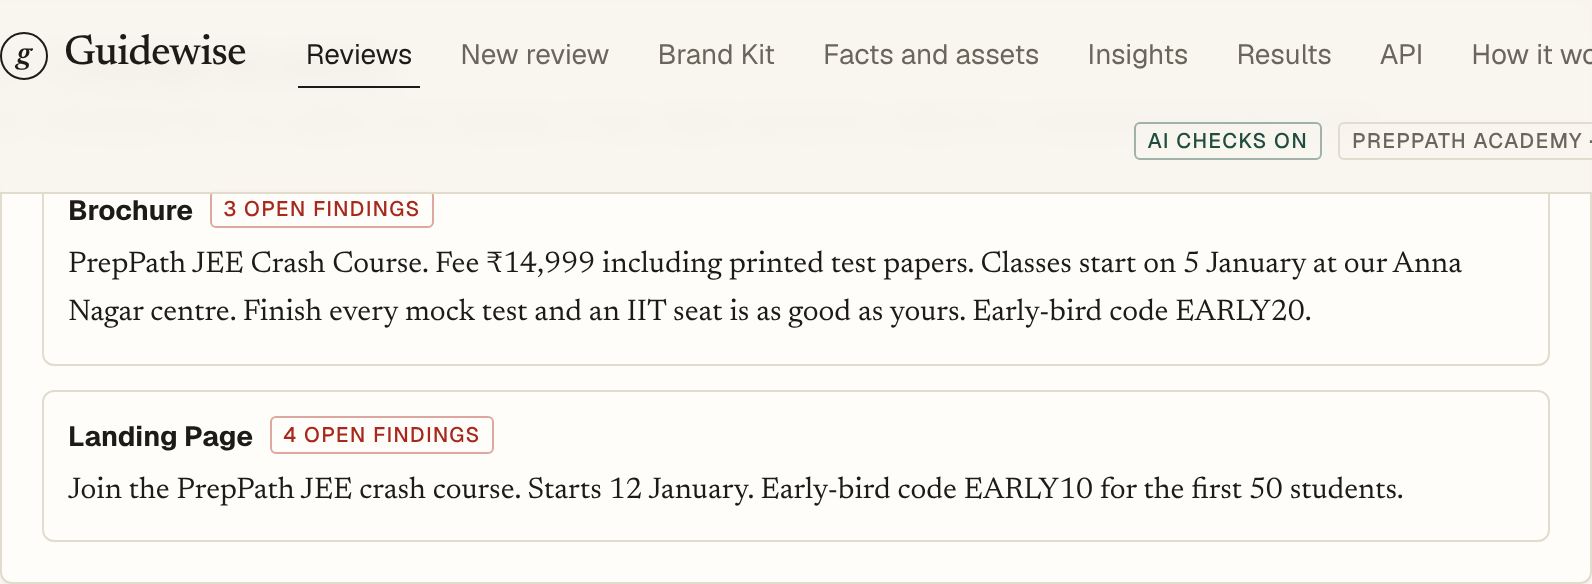 g Guidewise Reviews New review Brand Kit Facts and assets Insights Results API How it
AI CHECKS ON PREPPATH ACADEMY
Brochure 3 OPEN FINDINGS
PrepPath JEE Crash Course. Fee ₹14,999 including printed test papers. Classes start on 5 January at our Anna
Nagar centre. Finish every mock test and an IIT seat is as good as yours. Early-bird code EARLY20.
Landing Page 4 OPEN FINDINGS
Join the PrepPath JEE crash course. Starts 12 January. Early-bird code EARLY10 for the first 50 students.